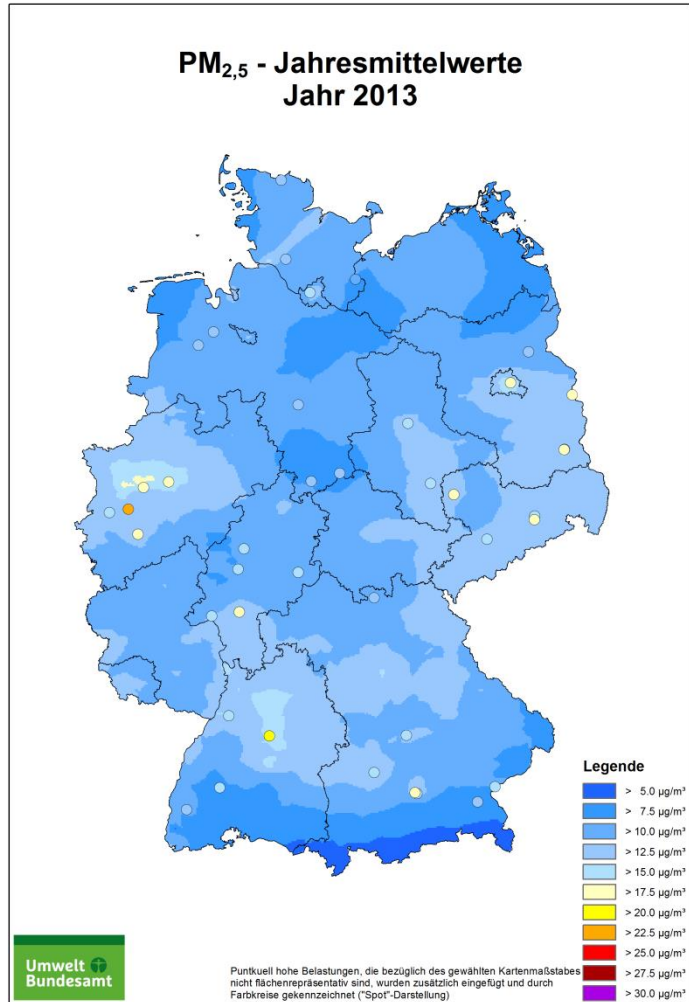 PM2,5 - Jahresmittelwerte
Jahr 2013
Legende
> 5.0 µg/m³
> 7.5 µg/m³
> 10.0 µg/m³
> 12.5 µg/m³
> 15.0 µg/m³
> 17.5 µg/m³
> 20.0 µg/m³
> 22.5 µg/m³
> 25.0 µg/m³
> 27.5 µg/m³
> 30.0 µg/m³
Umwelt
Bundesamt
Puntkuell hohe Belastungen, die bezüglich des gewählten Kartenmaßstabes
nicht flächenrepräsentativ sind, wurden zusätzlich eingefügt und durch
Farbkreise gekennzeichnet ("Spot"-Darstellung)